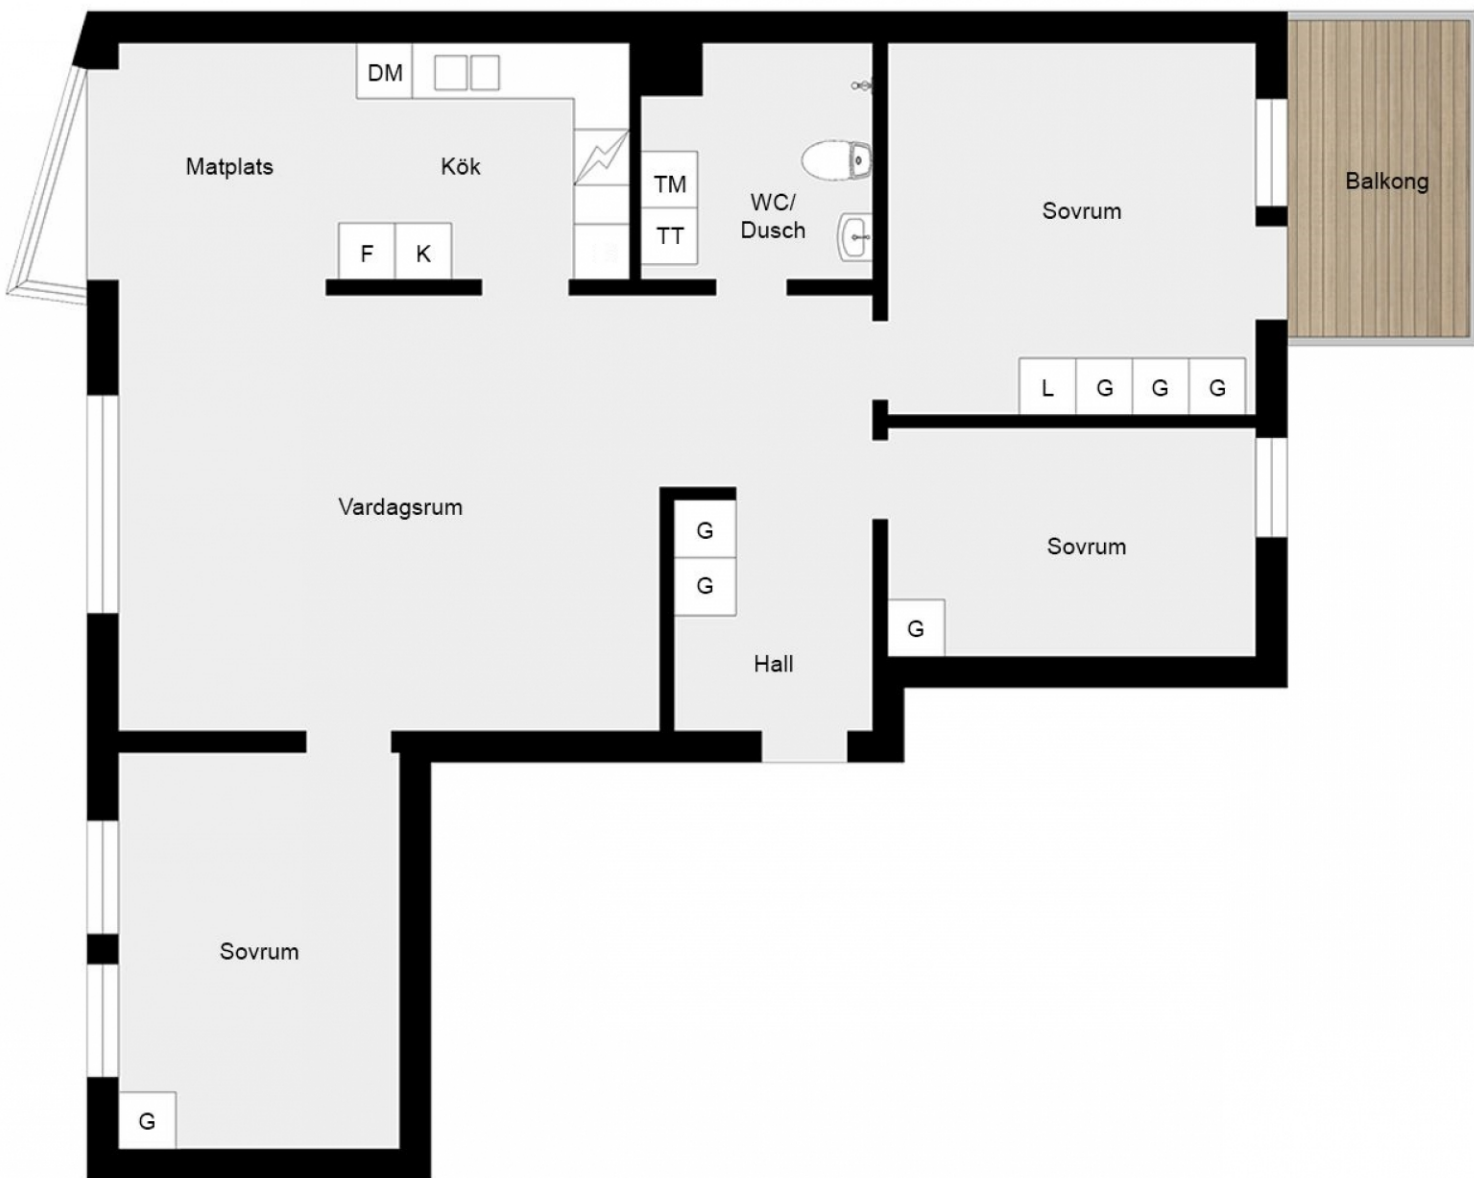 DM
Matplats
Kök
F
K
TM
TT
WC/
Dusch
Sovrum
Balkong
L
G
G
G
Vardagsrum
G
G
Hall
Sovrum
G
Sovrum
G